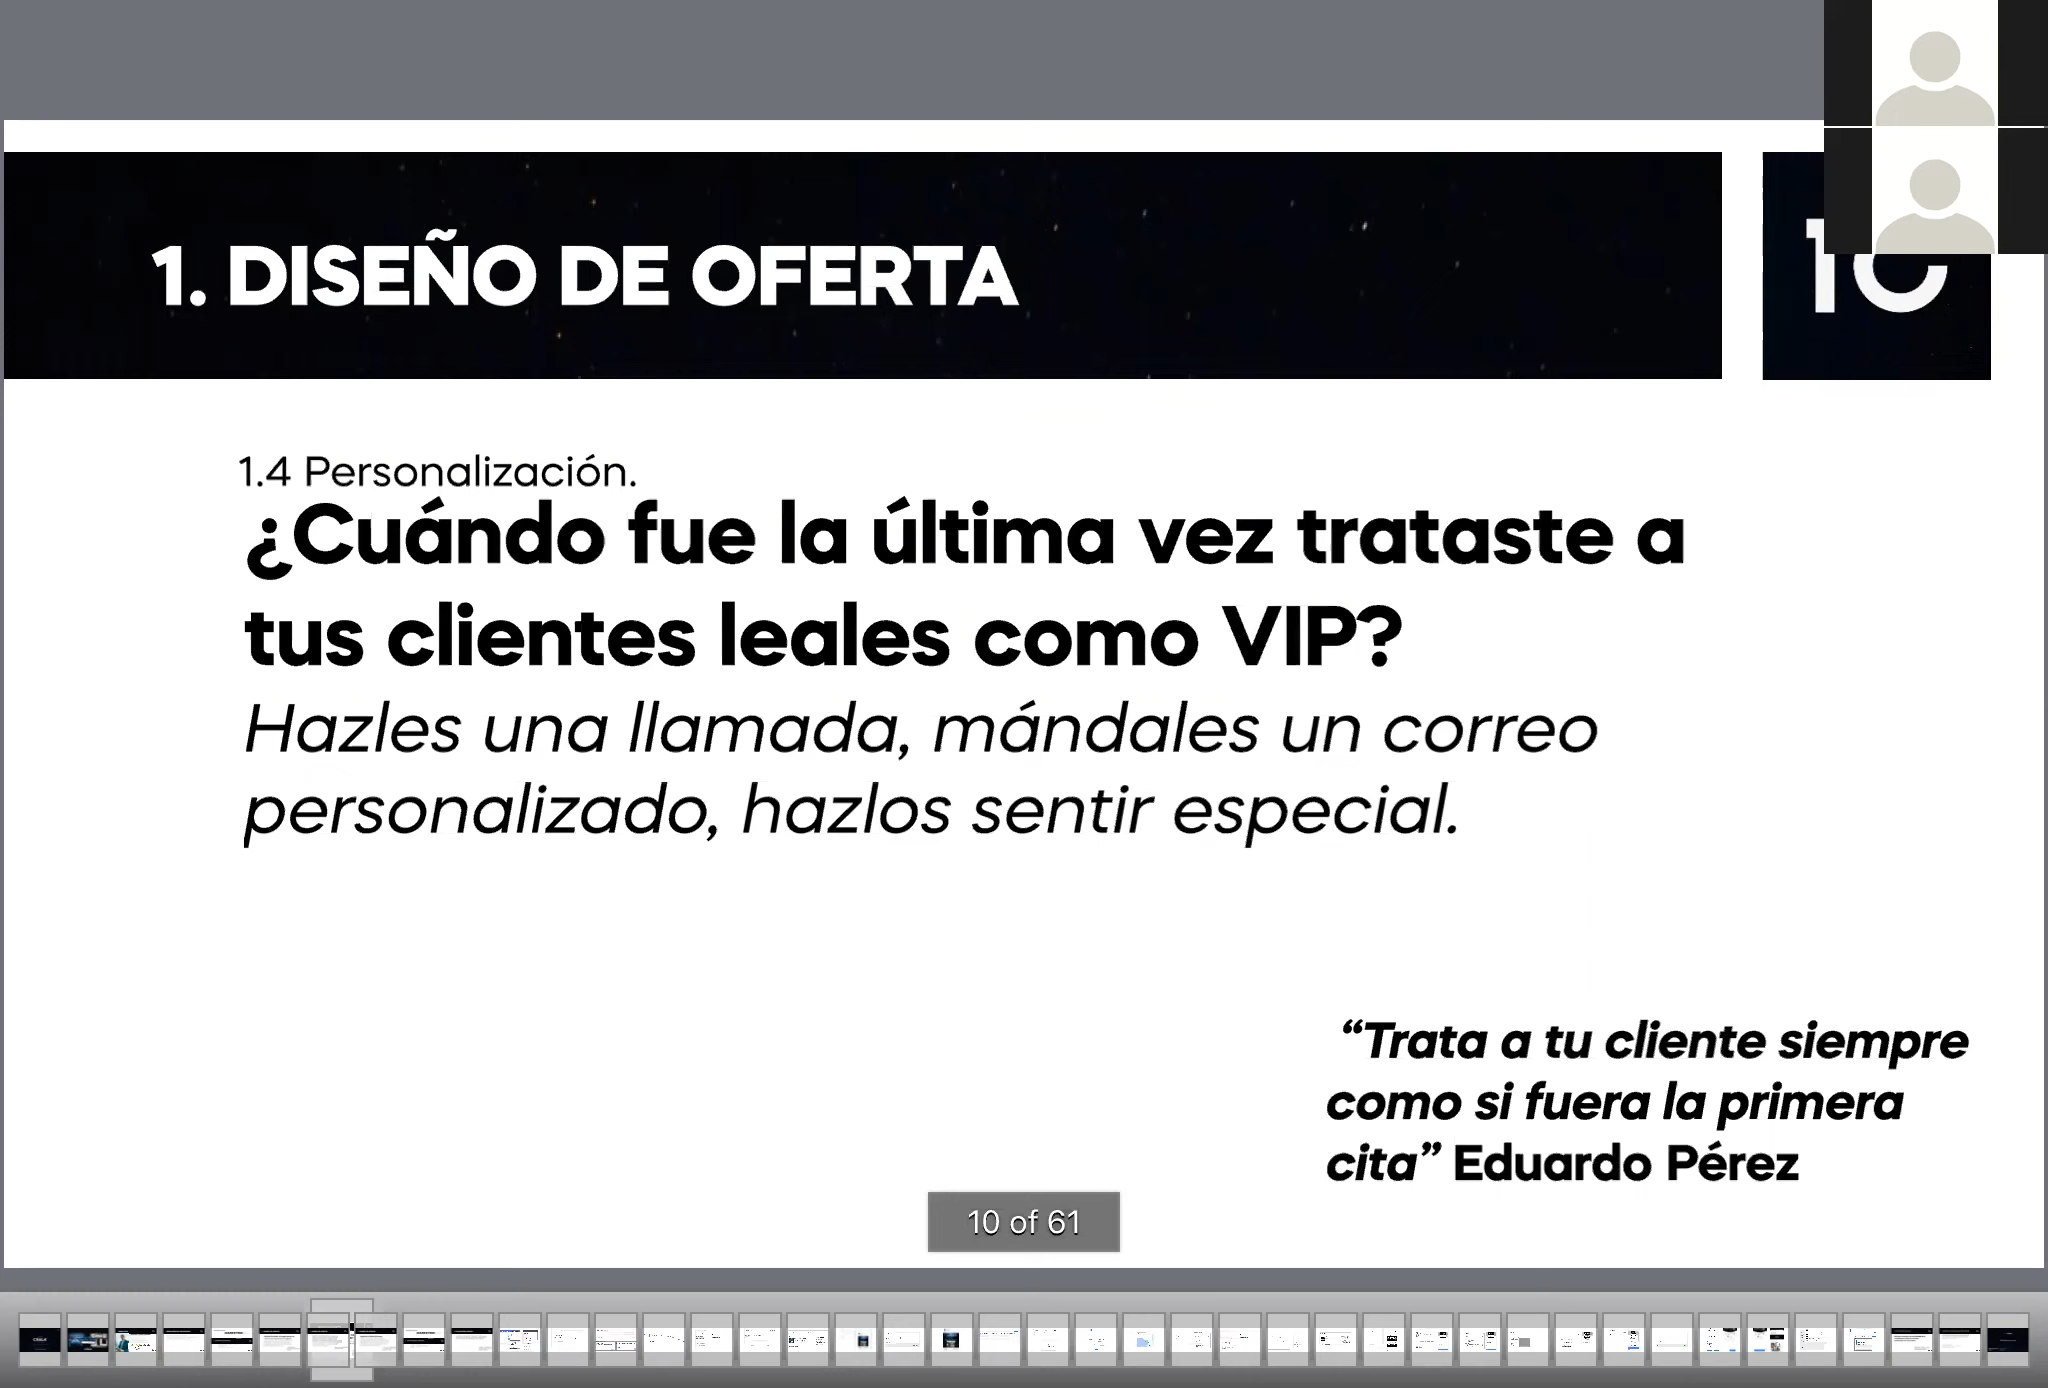 1. DISEÑO DE OFERTA
1.4 Personalización.
¿Cuándo fue la última vez trataste a
tus clientes leales como VIP?
Hazles una llamada, mándales un correo
personalizado, hazlos sentir especial.
“Trata a tu cliente siempre
como si fuera la primera
cita” Eduardo Pérez
10 of 61